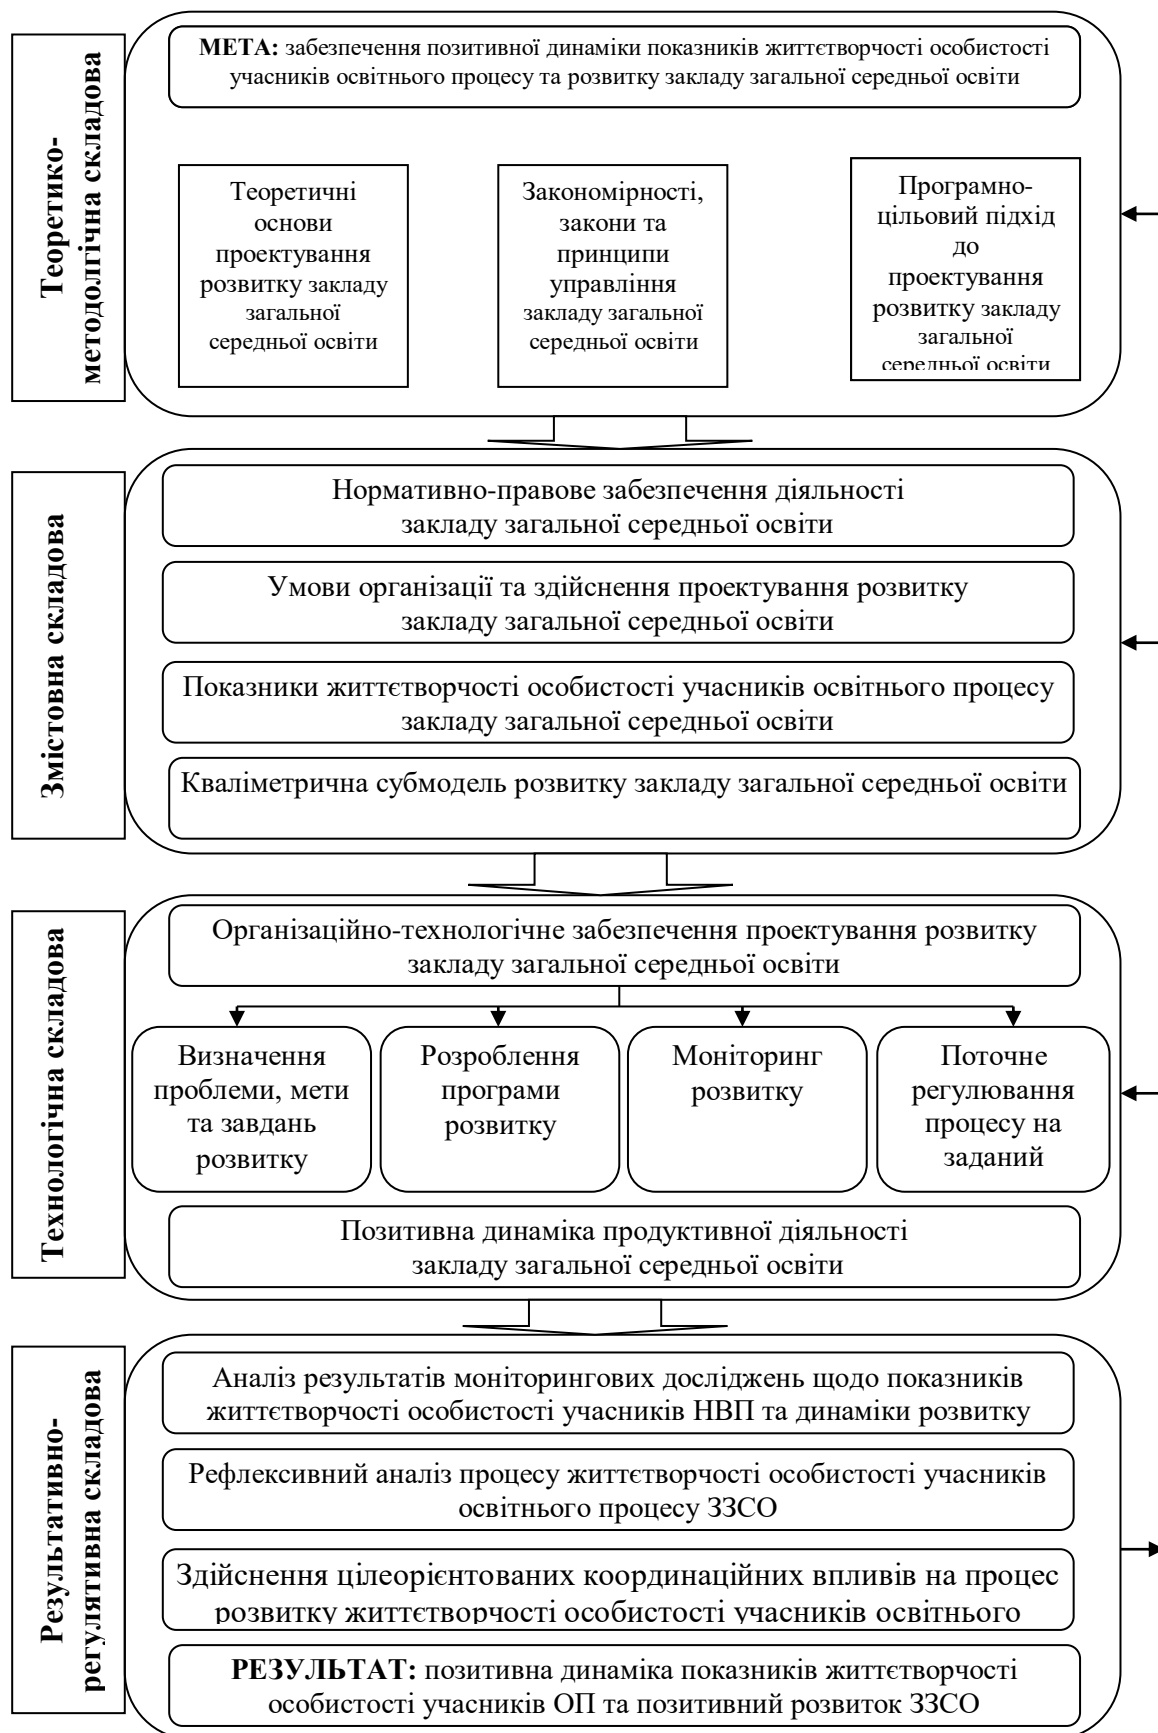 Теоретико-
методолгічна складова
МЕТА: забезпечення позитивної динаміки показників життєтворчості особистості
учасників освітнього процесу та розвитку закладу загальної середньої освіти
Теоретичні
основи
проектування
розвитку закладу
загальної
середньої освіти
Закономірності,
закони та
принципи
управління
закладу загальної
середньої освіти
Програмно-
цільовий підхід
до
проектування
розвитку закладу
загальної
середньої освіти
Змістовна складова
Нормативно-правове забезпечення діяльності
закладу загальної середньої освіти
Умови організації та здійснення проектування розвитку
закладу загальної середньої освіти
Показники життєтворчості особистості учасників освітнього процесу
закладу загальної середньої освіти
Кваліметрична субмодель розвитку закладу загальної середньої освіти
Технологічна складова
Організаційно-технологічне забезпечення проектування розвитку
закладу загальної середньої освіти
Визначення
проблеми, мети
та завдань
розвитку
Розроблення
програми
розвитку
Моніторинг
розвитку
Поточне
регулювання
процесу на
заданий
Позитивна динаміка продуктивної діяльності
закладу загальної середньої освіти
Результативно-
регулятивна складова
Аналіз результатів моніторингових досліджень щодо показників
життєтворчості особистості учасників НВП та динаміки розвитку
Рефлексивний аналіз процесу життєтворчості особистості учасників
освітнього процесу ЗЗСО
Здійснення цілеорієнтованих координаційних впливів на процес
розвитку життєтворчості особистості учасників освітнього
РЕЗУЛЬТАТ: позитивна динаміка показників життєтворчості
особистості учасників ОП та позитивний розвиток ЗЗСО